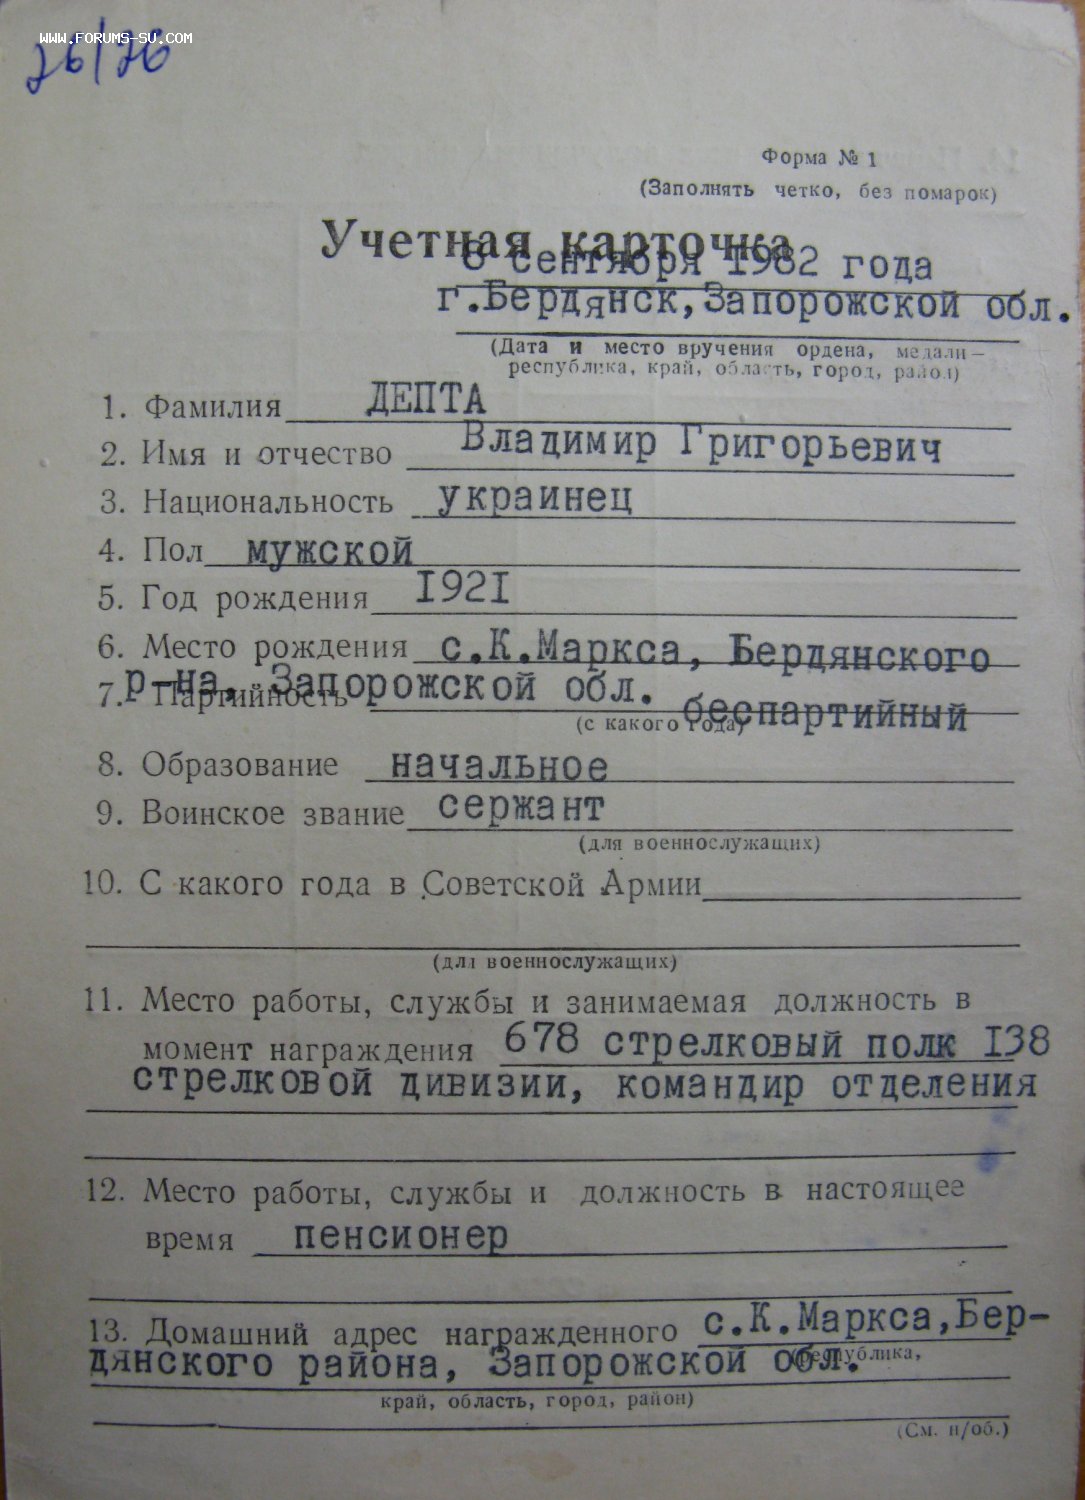 www.forums-su.com
26/26
Форма № 1
(Заполнять четко, без помарок)
Учетная карточка
8 сентября 1982 года
г.Бердянск,Запорожской обл.
(Дата и место вручения ордена, медали —
республика, край, область, город, район)
1. Фамилия ДЕПТА
2. Имя и отчество Владимир Григорьевич
3. Национальность украинец
4. Пол мужской
5. Год рождения 1921
6. Место рождения с.К.Маркса, Бердянского
р-на, Запорожской обл.
7. Партийность беспартийный
(с какого года)
8. Образование начальное
9. Воинское звание сержант
(для военнослужащих)
10. С какого года в Советской Армии
(для военнослужащих)
11. Место работы, службы и занимаемая должность в
момент награждения 678 стрелковый полк 138
стрелковой дивизии, командир отделения
12. Место работы, службы и должность в настоящее
время пенсионер
13. Домашний адрес награжденного с.К.Маркса,Бер-
дянского района, Запорожской обл.
(республика,
край, область, город, район)
(См. н/об.)